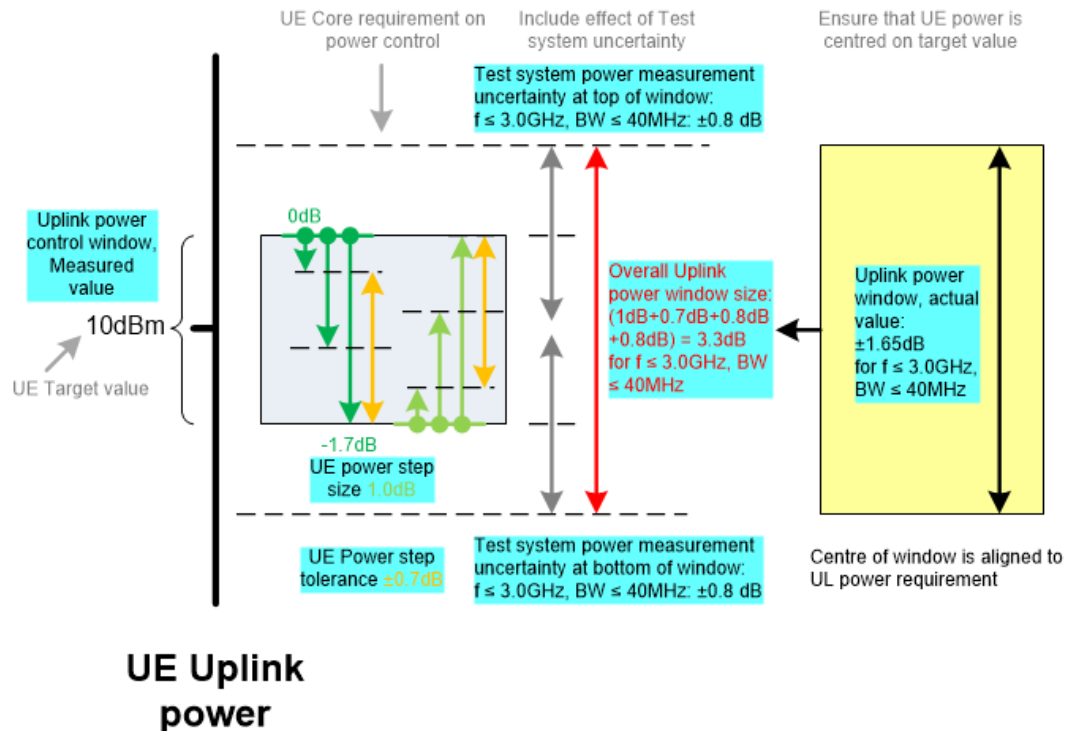 UE Core requirement on
power control
Include effect of Test
system uncertainty
Ensure that UE power is
centred on target value
Test system power measurement
uncertainty at top of window:
f ≤ 3.0GHz, BW ≤ 40MHz: ±0.8 dB
Uplink power
control window,
Measured
value
10dBm
UE Target value
0dB
-1.7dB
UE power step
size 1.0dB
UE Power step
tolerance ±0.7dB
Overall Uplink
power window size:
(1dB+0.7dB+0.8dB
+0.8dB) = 3.3dB
for f ≤ 3.0GHz, BW
≤ 40MHz
Uplink power
window, actual
value:
±1.65dB
for f ≤ 3.0GHz,
BW ≤ 40MHz
Test system power measurement
uncertainty at bottom of window:
f ≤ 3.0GHz, BW ≤ 40MHz: ±0.8 dB
Centre of window is aligned to
UL power requirement
UE Uplink
power